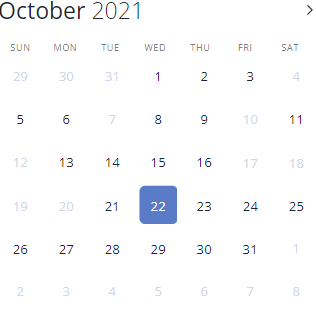 October 2021
SUN MON TUE WED THU FRI SAT
29 30 31 1 2 3 4
5 6 7 8 9 10 11
12 13 14 15 16 17 18
19 20 21 22 23 24 25
26 27 28 29 30 31 1
2 3 4 5 6 7 8